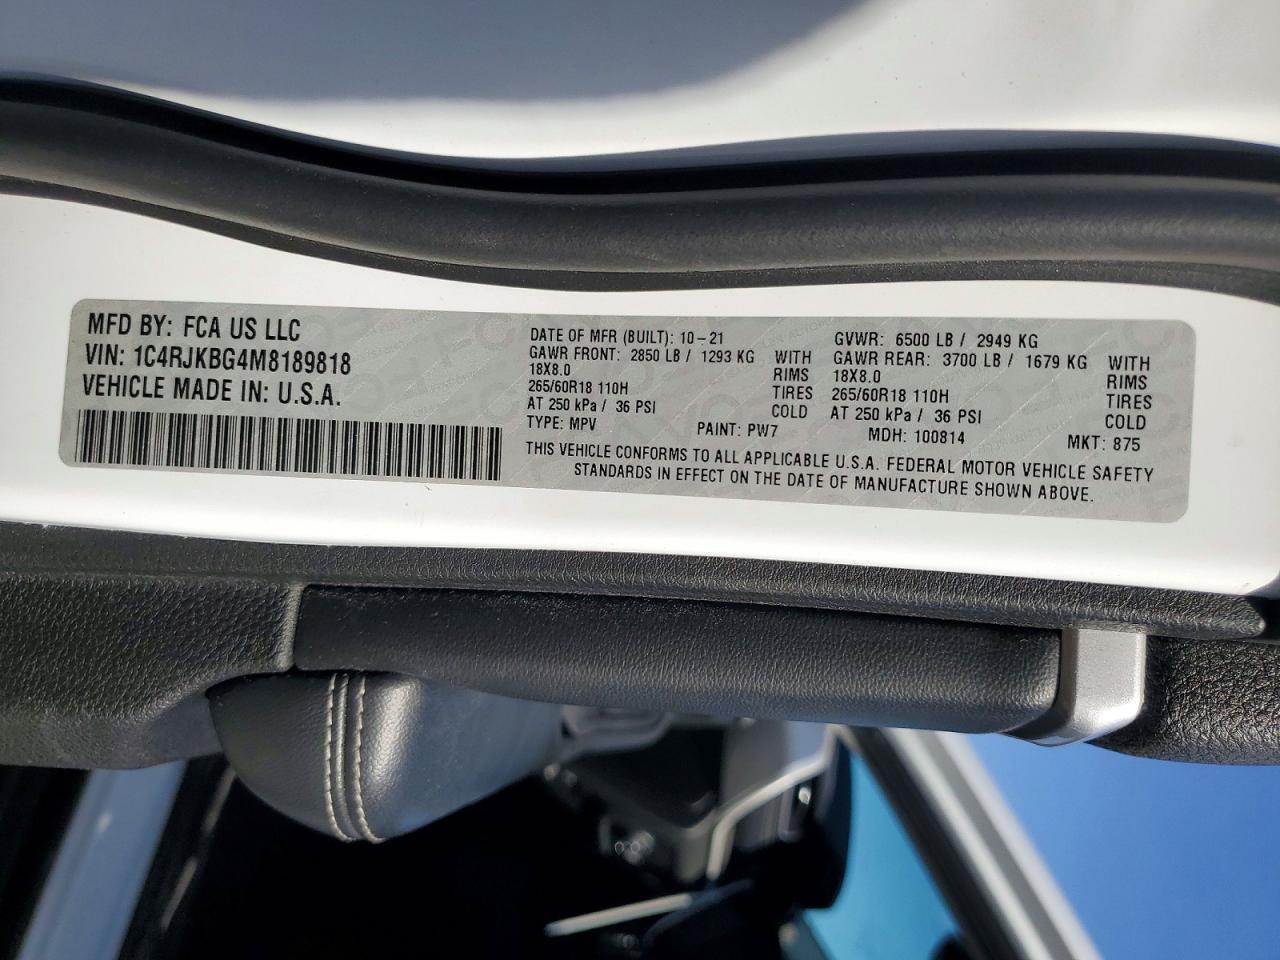 MFD BY: FCA US LLC
VIN: 1C4RJKBG4M8189818
VEHICLE MADE IN: U.S.A.
DATE OF MFR (BUILT): 10-21
GAWR FRONT: 2850 LB / 1293 KG WITH
18X8.0 RIMS
265/60R18 110H TIRES
AT 250 kPa / 36 PSI COLD
TYPE: MPV PAINT: PW7
GVWR: 6500 LB / 2949 KG
GAWR REAR: 3700 LB / 1679 KG WITH
18X8.0 RIMS
265/60R18 110H TIRES
AT 250 kPa / 36 PSI COLD
MDH: 100814 MKT: 875
THIS VEHICLE CONFORMS TO ALL APPLICABLE U.S.A. FEDERAL MOTOR VEHICLE SAFETY
STANDARDS IN EFFECT ON THE DATE OF MANUFACTURE SHOWN ABOVE.